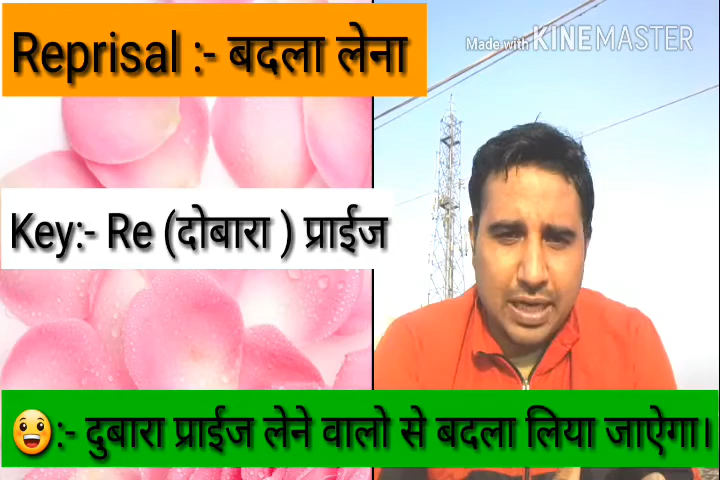 Reprisal :- बदला लेना
Made with KINEMASTER
Key:- Re (दोबारा ) प्राईज
:- दुबारा प्राईज लेने वालो से बदला लिया जाऐगा।